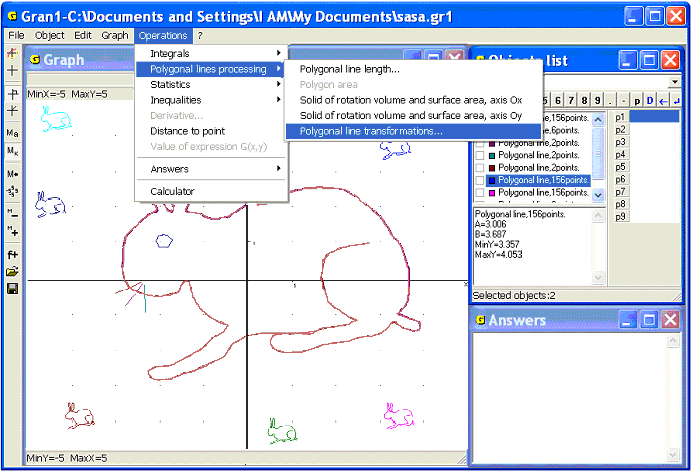 Gran1-C:\Documents and Settings\I AM\My Documents\sasa.gr1
File Object Edit Graph Operations ?
Graph
Integrals
Polygonal lines processing
Statistics
Inequalities
Derivative...
Distance to point
Value of expression G(x,y)
Answers
Calculator
Polygonal line length...
Polygon area
Solid of rotation volume and surface area, axis Ox
Solid of rotation volume and surface area, axis Oy
Polygonal line transformations...
MinX=-5 MaxY=5
MinY=-5 MaxX=5
1
1
X
Objects list
5 6 7 8 9 . - p D
Polygonal line,156points.
Polygonal line,6points.
Polygonal line,2points.
Polygonal line,2points.
Polygonal line,156points.
Polygonal line,156points.
p1
p2
p3
p4
p5
p6
p7
p8
p9
Polygonal line,156points.
A=3.006
B=3.687
MinY=3.357
MaxY=4.053
Selected objects:2
Answers